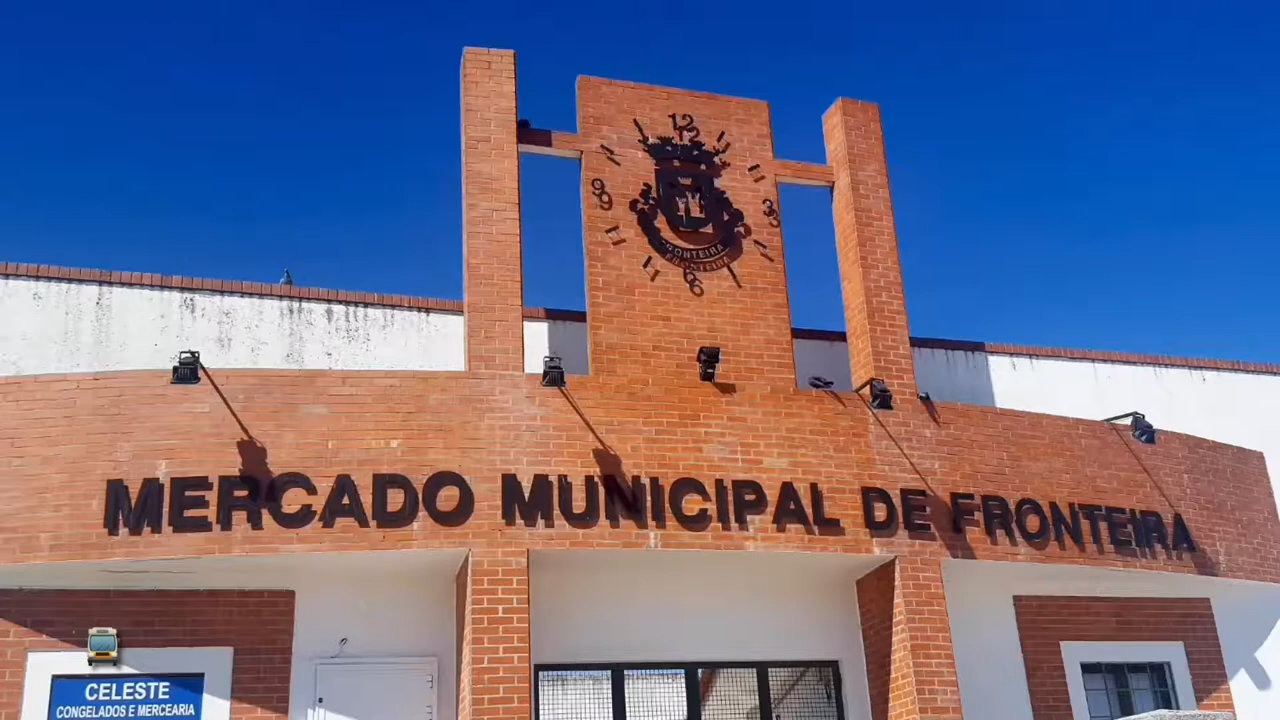 12
9
3
6
FRONTEIRA
MERCADO MUNICIPAL DE FRONTEIRA
CELESTE
CONGELADOS E MERCEARIA